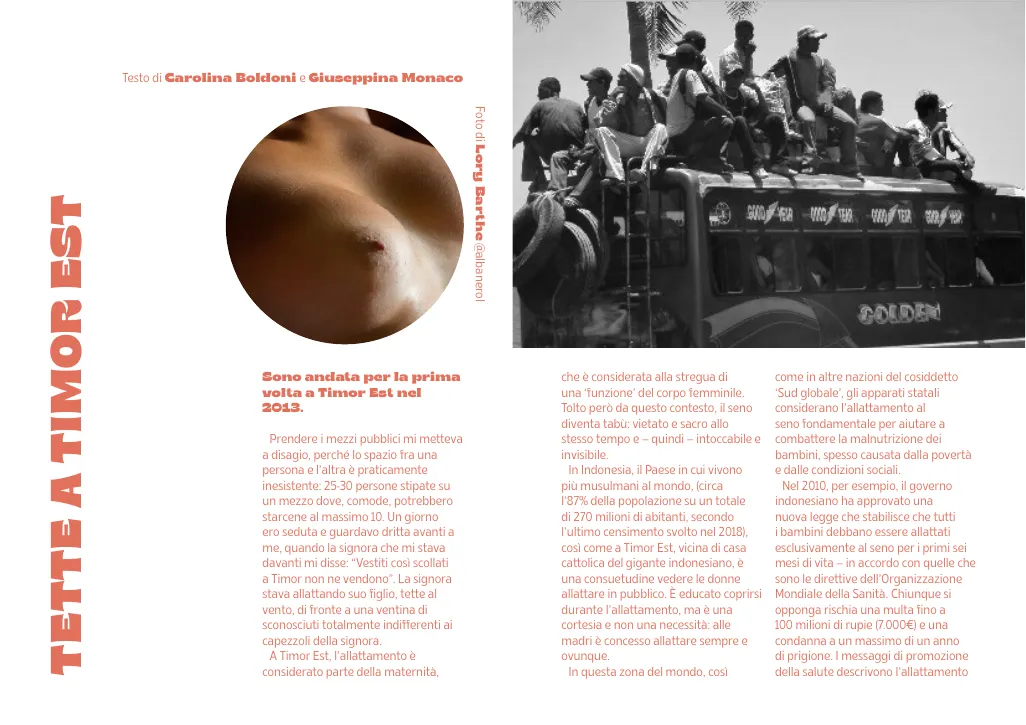 TETTE A TIMOR EST
Testo di Carolina Boldoni e Giuseppina Monaco
Foto di Lory Barthe @albanerol
GOOD YEAR GOOD YEAR GOOD YEAR GOOD YEAR
GOLDEN
Sono andata per la prima
volta a Timor Est nel
2013.
Prendere i mezzi pubblici mi metteva
a disagio, perché lo spazio fra una
persona e l'altra è praticamente
inesistente: 25-30 persone stipate su
un mezzo dove, comode, potrebbero
starcene al massimo 10. Un giorno
ero seduta e guardavo dritta avanti a
me, quando la signora che mi stava
davanti mi disse: “Vestiti così scollati
a Timor non ne vendono”. La signora
stava allattando suo figlio, tette al
vento, di fronte a una ventina di
sconosciuti totalmente indifferenti ai
capezzoli della signora.
A Timor Est, l'allattamento è
considerato parte della maternità,
che è considerata alla stregua di
una ‘funzione’ del corpo femminile.
Tolto però da questo contesto, il seno
diventa tabù: vietato e sacro allo
stesso tempo e – quindi – intoccabile e
invisibile.
In Indonesia, il Paese in cui vivono
più musulmani al mondo, (circa
l'87% della popolazione su un totale
di 270 milioni di abitanti, secondo
l'ultimo censimento svolto nel 2018),
così come a Timor Est, vicina di casa
cattolica del gigante indonesiano, è
una consuetudine vedere le donne
allattare in pubblico. È educato coprirsi
durante l'allattamento, ma è una
cortesia e non una necessità: alle
madri è concesso allattare sempre e
ovunque.
In questa zona del mondo, così
come in altre nazioni del cosiddetto
‘Sud globale’, gli apparati statali
considerano l'allattamento al
seno fondamentale per aiutare a
combattere la malnutrizione dei
bambini, spesso causata dalla povertà
e dalle condizioni sociali.
Nel 2010, per esempio, il governo
indonesiano ha approvato una
nuova legge che stabilisce che tutti
i bambini debbano essere allattati
esclusivamente al seno per i primi sei
mesi di vita – in accordo con quelle che
sono le direttive dell'Organizzazione
Mondiale della Sanità. Chiunque si
opponga rischia una multa fino a
100 milioni di rupie (7.000€) e una
condanna a un massimo di un anno
di prigione. I messaggi di promozione
della salute descrivono l'allattamento